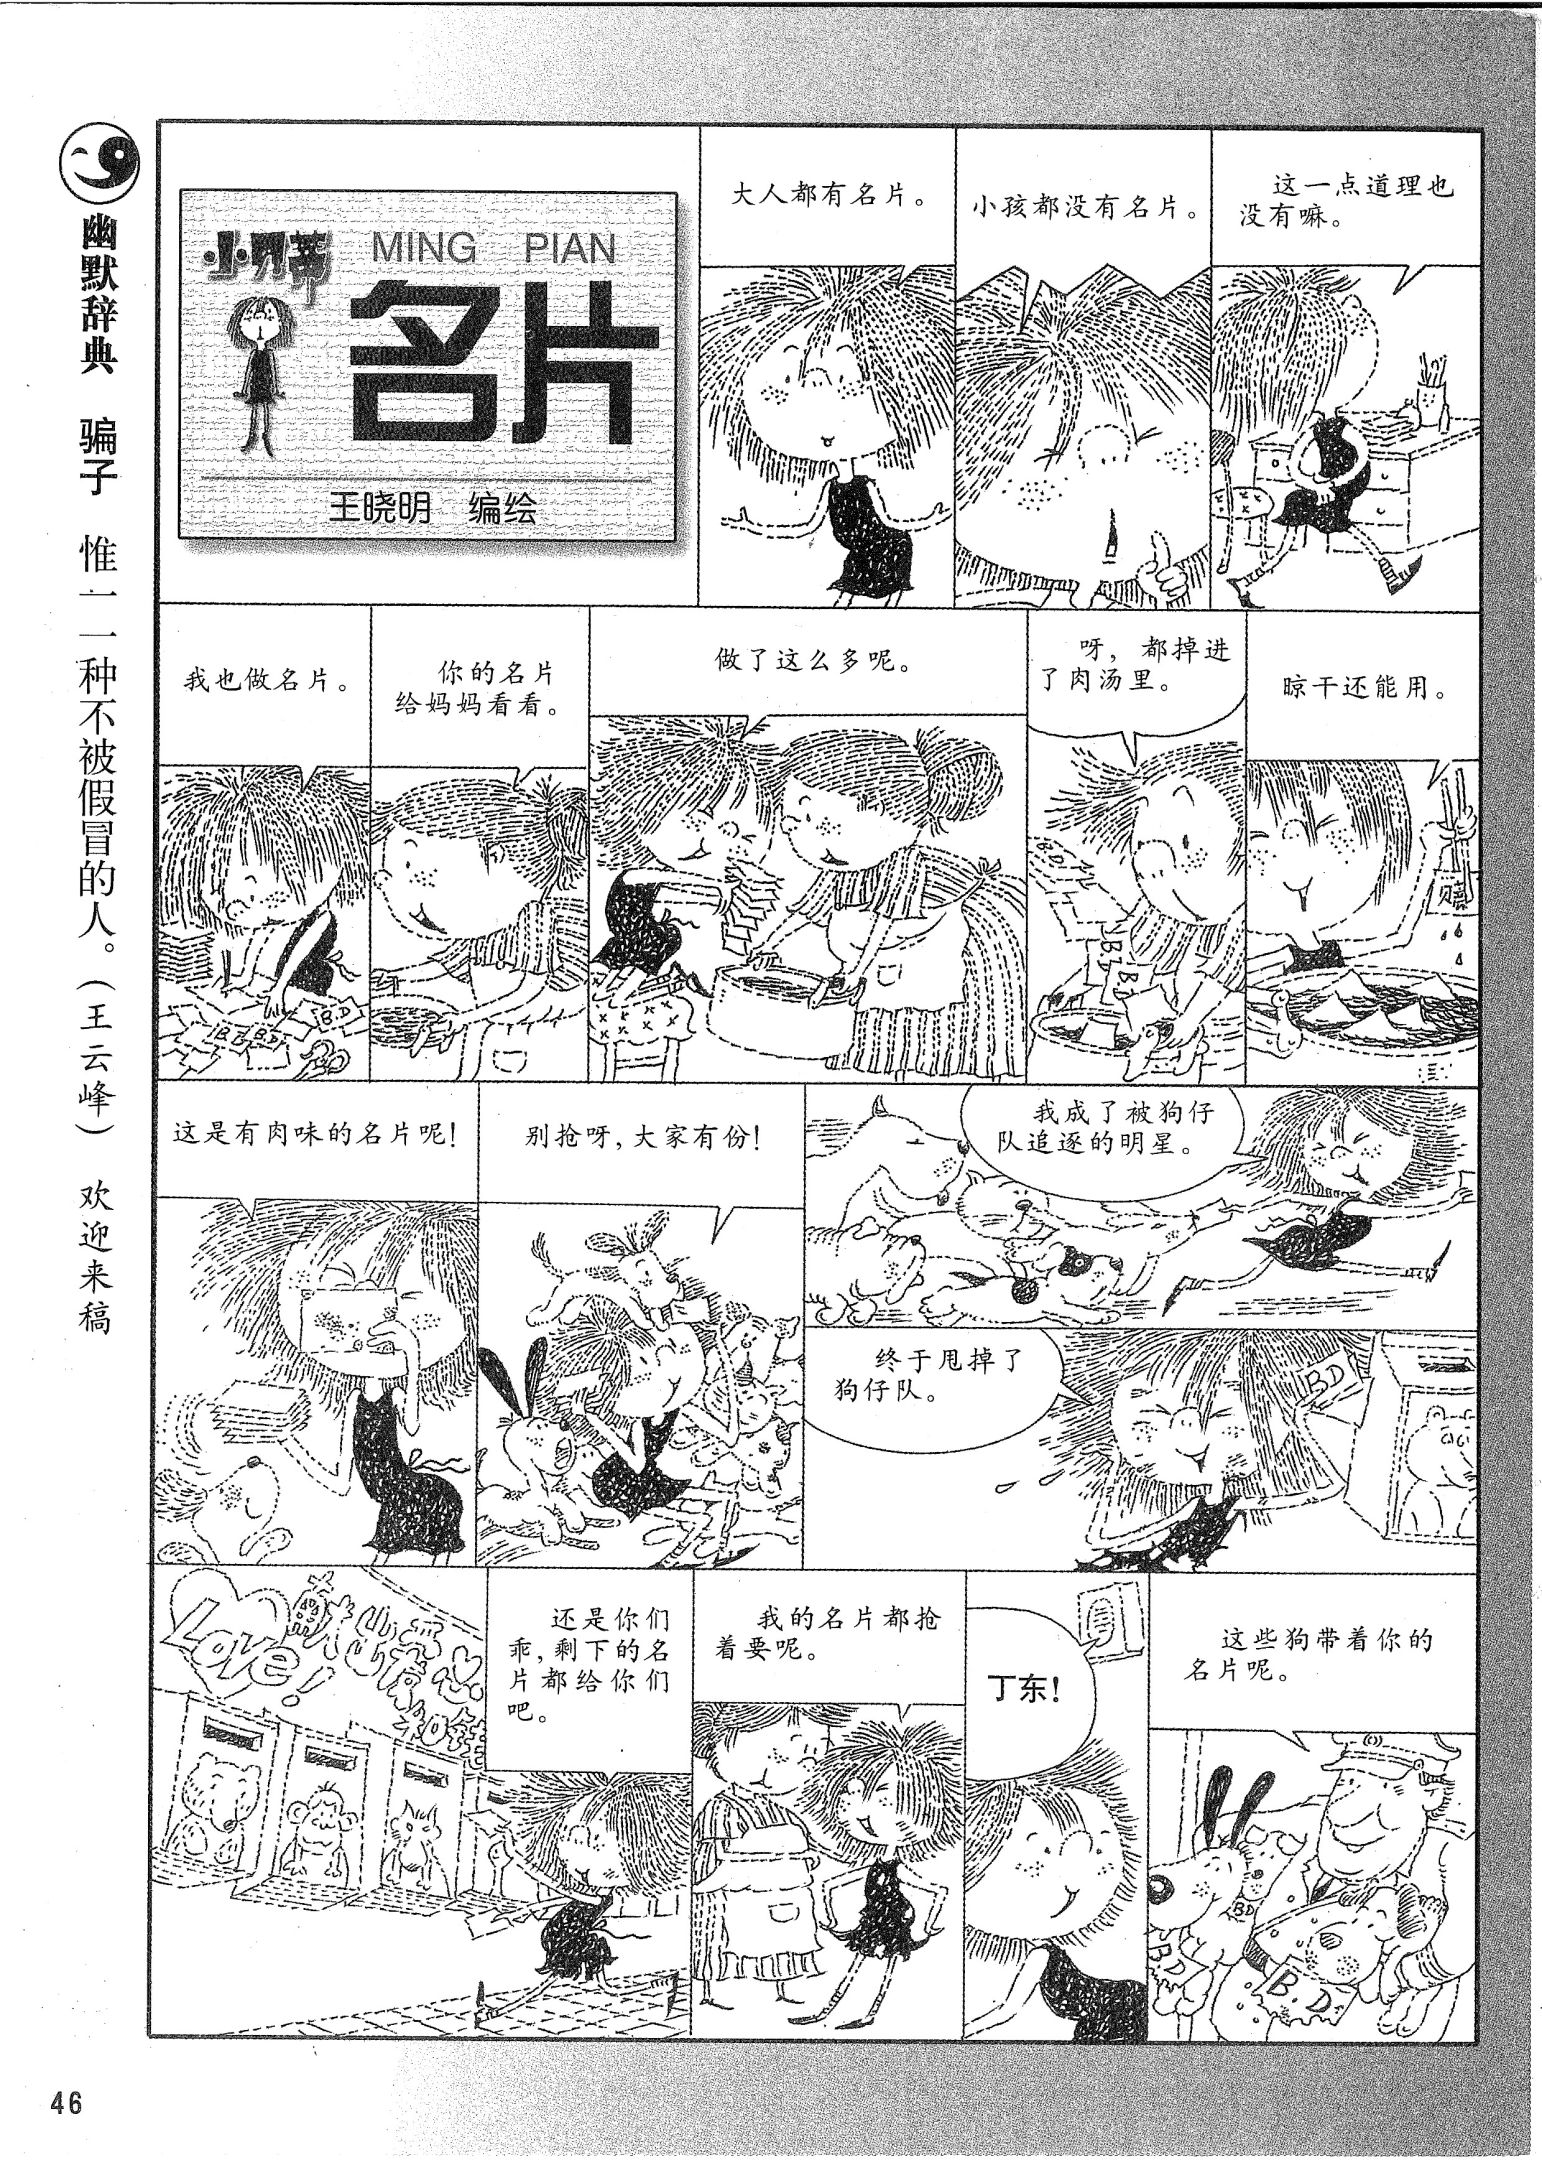 幽默辞典 骗子 惟一一种不被假冒的人。(王云峰) 欢迎来稿
MING PIAN
名片
王晓明 编绘
大人都有名片。
小孩都没有名片。
这一点道理也
没有嘛。
我也做名片。
B.D
B.D
B.D
你的名片
给妈妈看看。
做了这么多呢。
呀，都掉进
了肉汤里。
B.D
B.D
B.D
晾干还能用。
这是有肉味的名片呢!
别抢呀,大家有份!
我成了被狗仔
队追逐的明星。
终于甩掉了
狗仔队。
BD
Love!
献出爱心
和钱
还是你们
乖,剩下的名
片都给你们
吧。
我的名片都抢
着要呢。
丁东!
这些狗带着你的
名片呢。
BD
B.D
B.D.
46